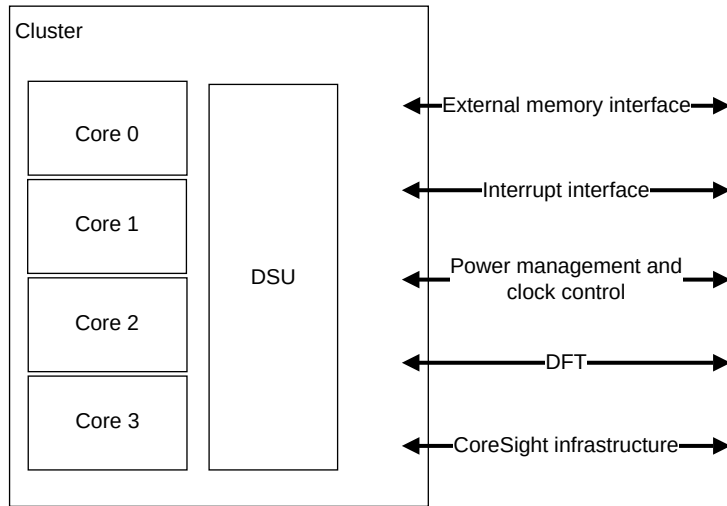 Cluster
Core 0
Core 1
Core 2
Core 3
DSU
External memory interface
Interrupt interface
Power management and
clock control
DFT
CoreSight infrastructure